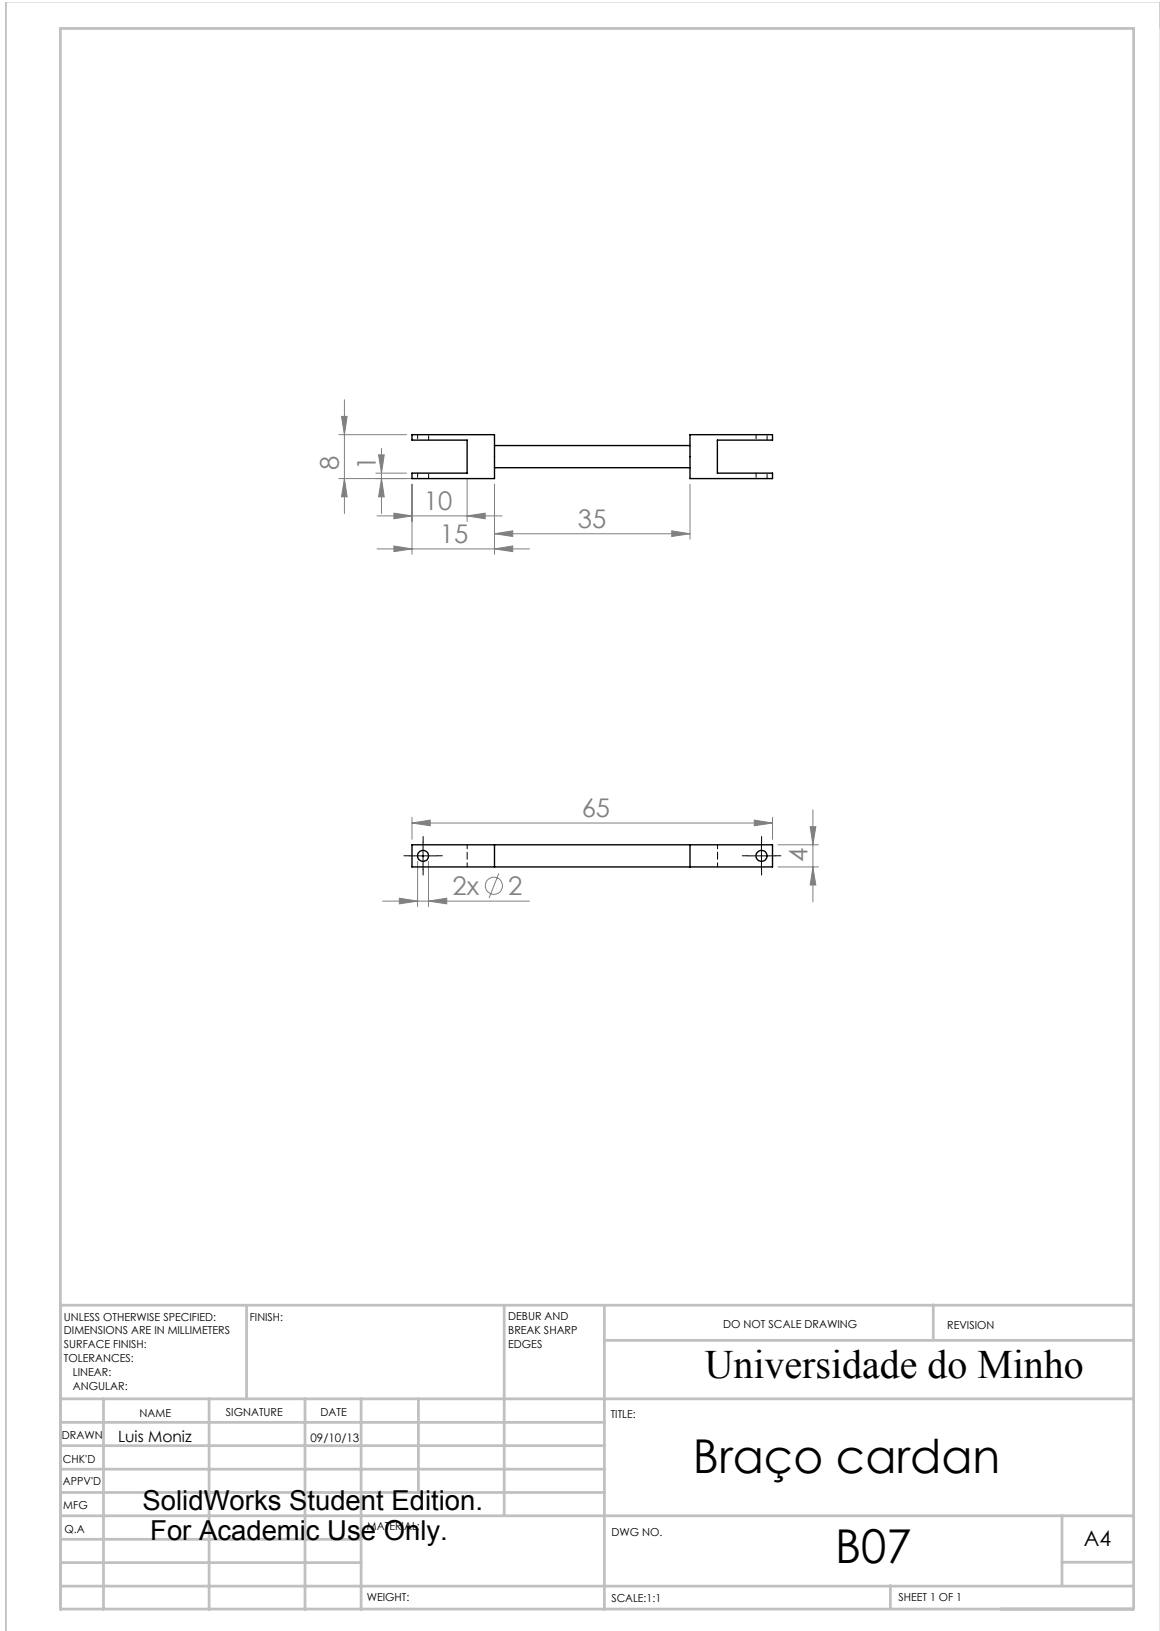 8
1
10
15
35
65
4
2x∅2
UNLESS OTHERWISE SPECIFIED:
DIMENSIONS ARE IN MILLIMETERS
SURFACE FINISH:
TOLERANCES:
LINEAR:
ANGULAR:
FINISH:
DEBUR AND
BREAK SHARP
EDGES
DO NOT SCALE DRAWING
REVISION
Universidade do Minho
NAME SIGNATURE DATE
DRAWN Luis Moniz 09/10/13
CHK'D
APPV'D
MFG
Q.A
SolidWorks Student Edition.
For Academic Use Only.
MATERIAL:
WEIGHT:
TITLE:
Braço cardan
DWG NO.
B07
A4
SCALE:1:1
SHEET 1 OF 1